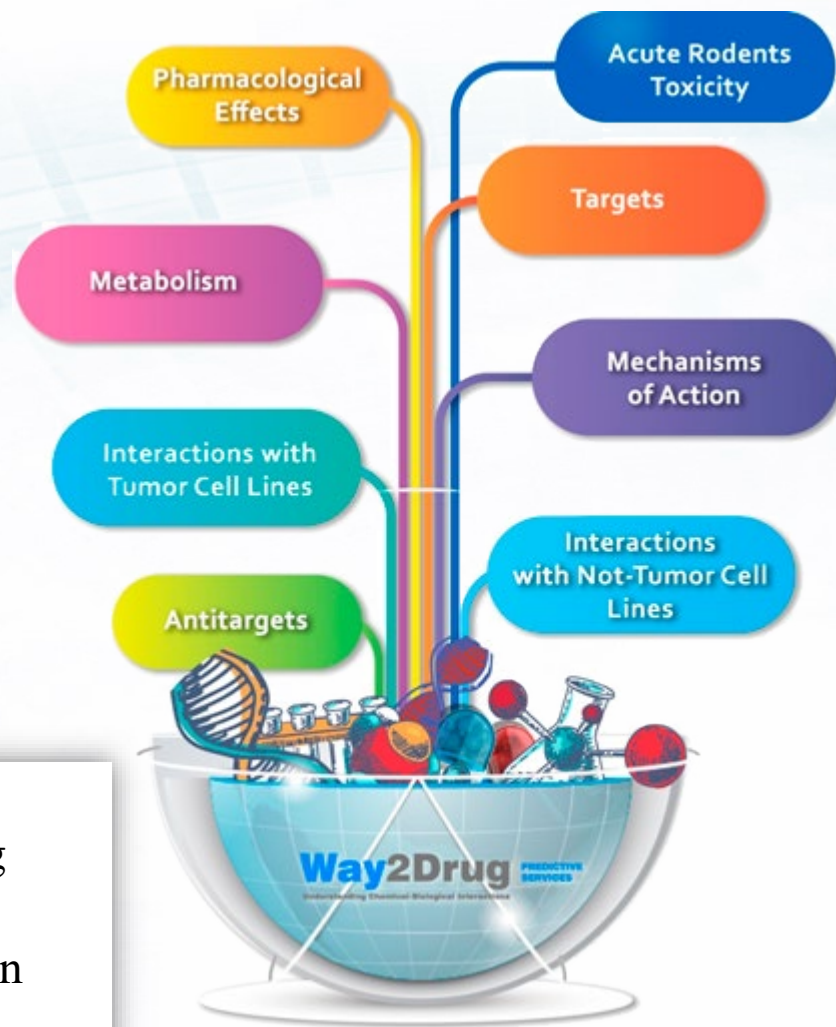 Pharmacological
Effects
Acute Rodents
Toxicity
Targets
Metabolism
Mechanisms
of Action
Interactions with
Tumor Cell Lines
Interactions
with Not-Tumor Cell
Lines
Antitargets
Way2Drug PREDICTIVE
SERVICES
Understanding Chemical-Biological Interactions
g
n